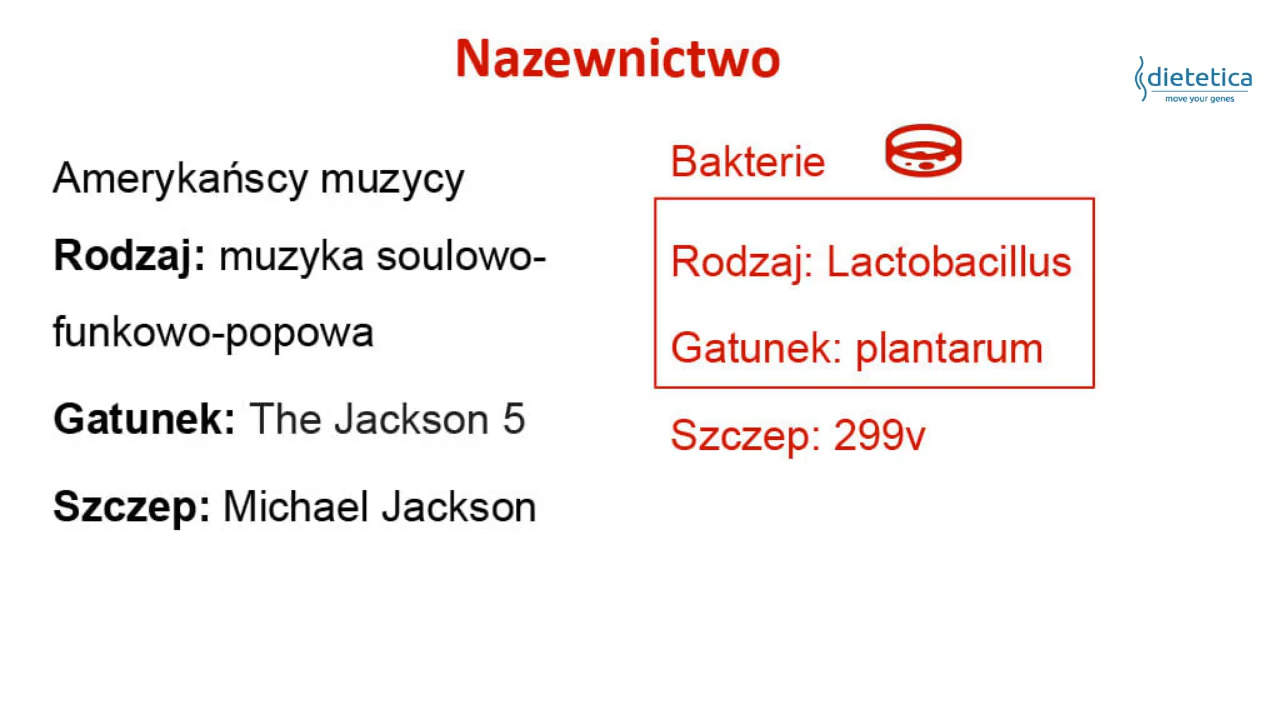 Nazewnictwo
dietetica
move your genes
Amerykańscy muzycy
Rodzaj: muzyka soulowo-
funkowo-popowa
Gatunek: The Jackson 5
Szczep: Michael Jackson
Bakterie
Rodzaj: Lactobacillus
Gatunek: plantarum
Szczep: 299v